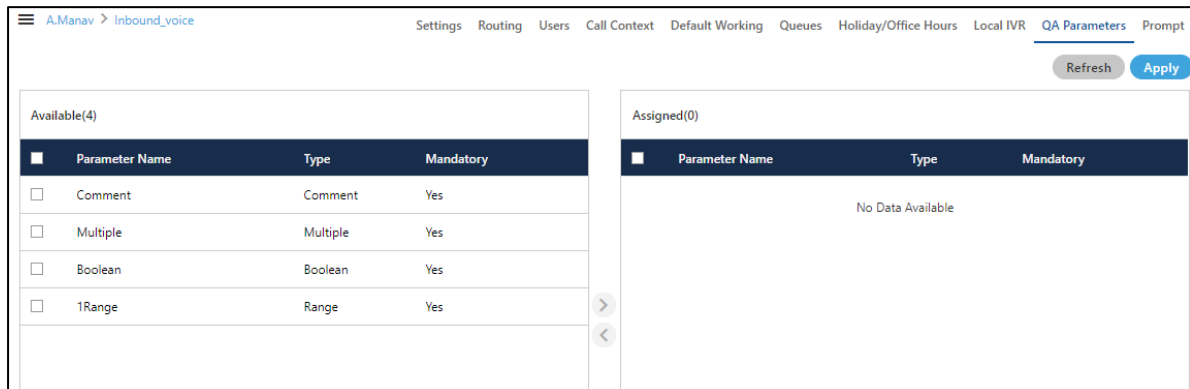 A.Manav > Inbound_voice
Settings Routing Users Call Context Default Working Queues Holiday/Office Hours Local IVR QA Parameters Prompt
Refresh Apply
Available(4)
Parameter Name Type Mandatory
Comment Comment Yes
Multiple Multiple Yes
Boolean Boolean Yes
1Range Range Yes
Assigned(0)
Parameter Name Type Mandatory
No Data Available